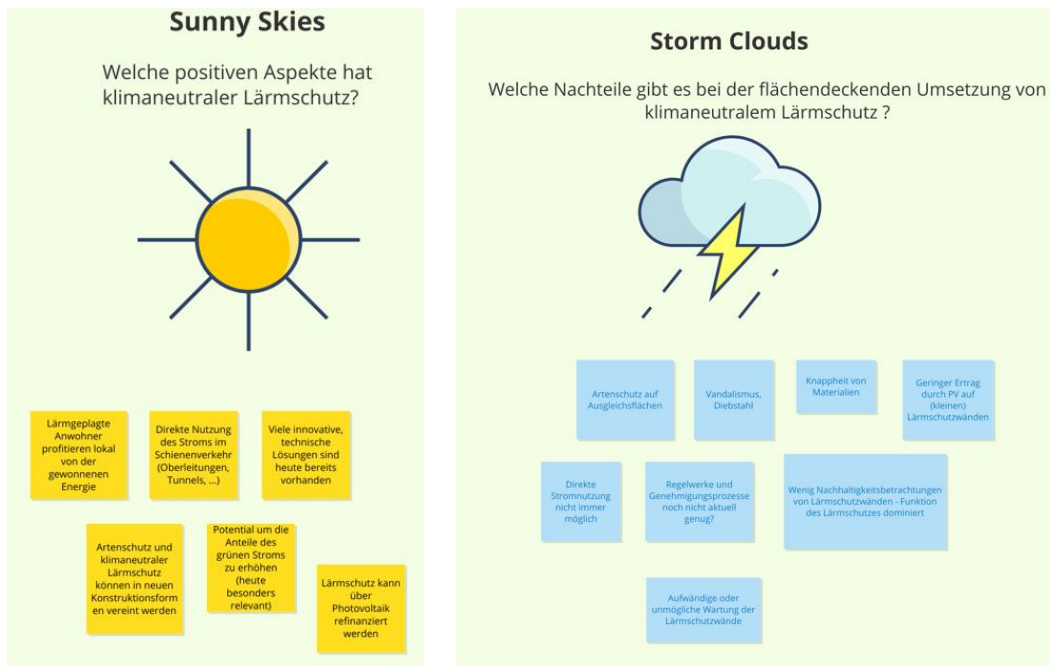 Sunny Skies
Welche positiven Aspekte hat
klimaneutraler Lärmschutz?
Lärmgeplagte
Anwohner
profitieren lokal
von der
gewonnenen
Energie
Direkte Nutzung
des Stroms im
Schienenverkehr
(Oberleitungen,
Tunnels, ...)
Viele innovative,
technische
Lösungen sind
heute bereits
vorhanden
Artenschutz und
klimaneutraler
Lärmschutz
können in neuen
Konstruktionsform
en vereint werden
Potential um die
Anteile des
grünen Stroms
zu erhöhen
(heute
besonders
relevant)
Lärmschutz kann
über
Photovoltaik
refinanziert
werden
Storm Clouds
Welche Nachteile gibt es bei der flächendeckenden Umsetzung von
klimaneutralem Lärmschutz ?
Artenschutz auf
Ausgleichsflächen
Vandalismus,
Diebstahl
Knappheit von
Materialien
Geringer Ertrag
durch PV auf
(kleinen)
Lärmschutzwänden
Direkte
Stromnutzung
nicht immer
möglich
Regelwerke und
Genehmigungsprozesse
noch nicht aktuell
genug?
Wenig Nachhaltigkeitsbetrachtungen
von Lärmschutzwänden - Funktion
des Lärmschutzes dominiert
Aufwändige oder
unmögliche Wartung der
Lärmschutzwände